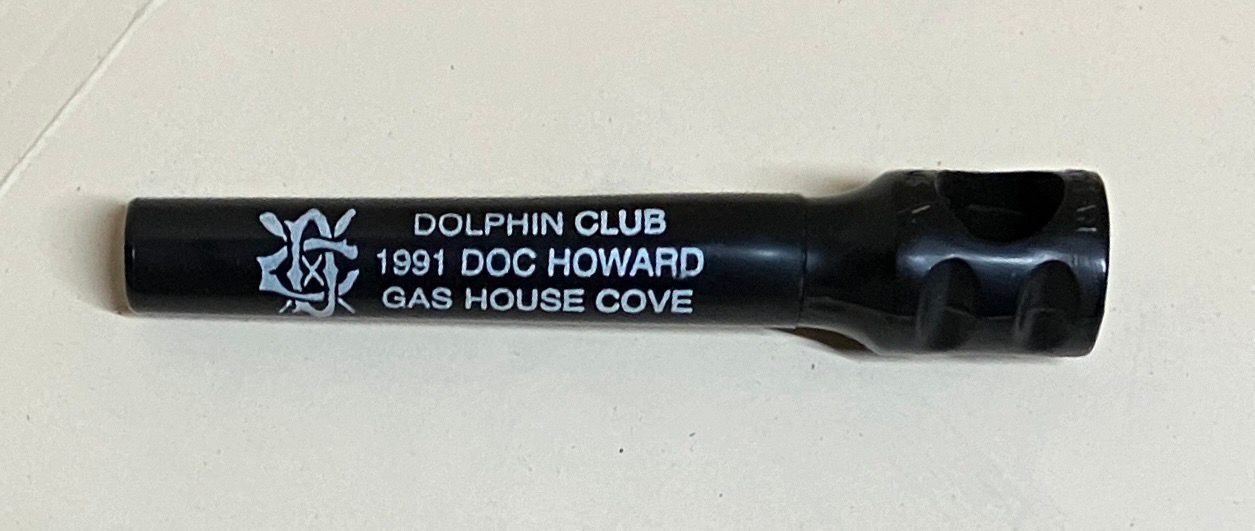 DOLPHIN CLUB
1991 DOC HOWARD
GAS HOUSE COVE